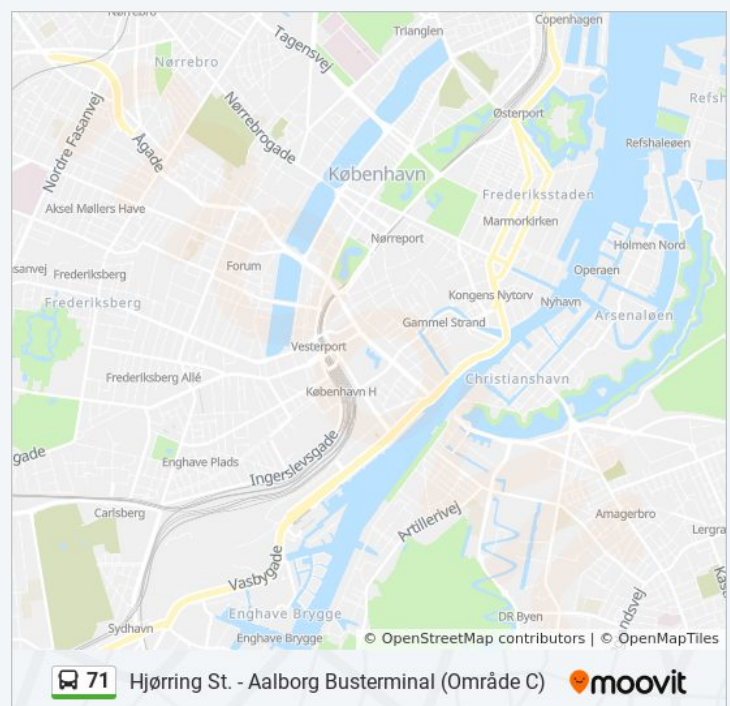 Copenhagen
Nørrebro
Trianglen
Tagensvej
Nørrebro
Refsh
Nordre Fasanvej
Nørrebrogade
Østerport
Ågade
Refshaleøen
København
Frederiksstaden
Aksel Møllers Have
Marmorkirken
Nørreport
Holmen Nord
sanvej
Frederiksberg
Forum
Operaen
Frederiksberg
Kongens Nytorv
Nyhavn
Gammel Strand
Arsenaløen
Vesterport
Frederiksberg Allé
Christianshavn
København H
gade
Enghave Plads
Ingerslevsgade
Carlsberg
Artillerivej
Amagerbro
Lergra
Vasbygade
Kas
ndsvej
Enghave Brygge
DR Byen
Sydhavn
Enghave Brygge
© OpenStreetMap contributors | © OpenMapTiles
71 Hjørring St. - Aalborg Busterminal (Område C) moovit